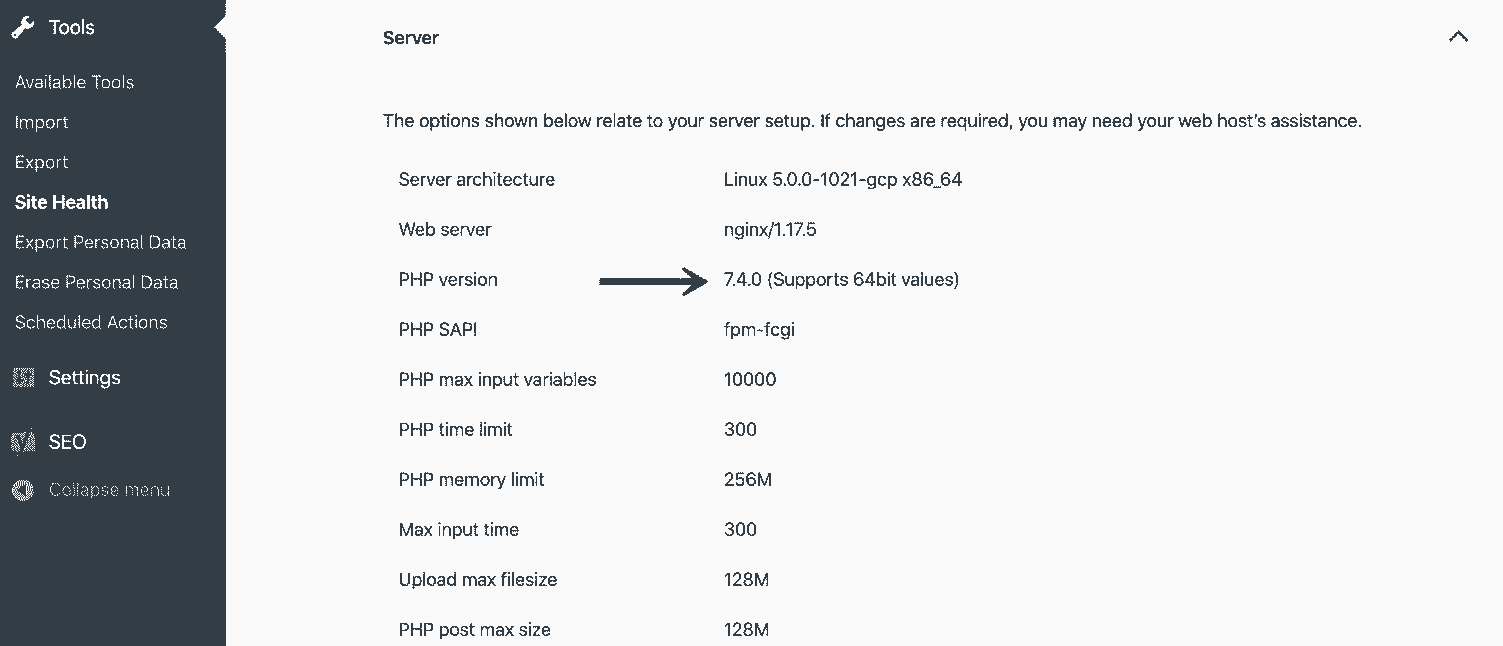 Tools
Available Tools
Import
Export
Site Health
Export Personal Data
Erase Personal Data
Scheduled Actions
Settings
SEO
Collapse menu
Server
The options shown below relate to your server setup. If changes are required, you may need your web host's assistance.
Server architecture Linux 5.0.0-1021-gcp x86_64
Web server nginx/1.17.5
PHP version 7.4.0 (Supports 64bit values)
PHP SAPI fpm-fcgi
PHP max input variables 10000
PHP time limit 300
PHP memory limit 256M
Max input time 300
Upload max filesize 128M
PHP post max size 128M